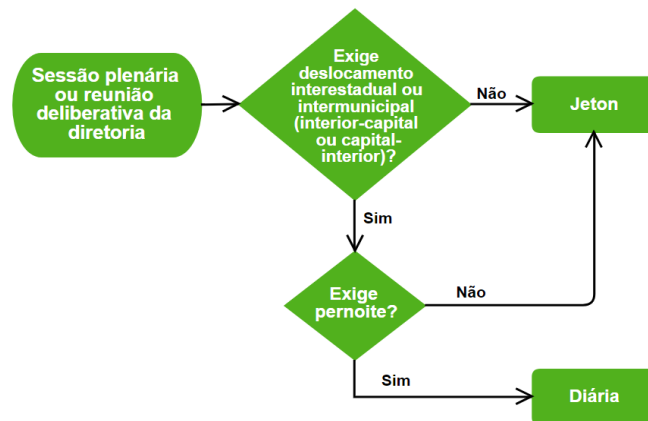 Sessão plenária
ou reunião
deliberativa da
diretoria
Exige
deslocamento
interestadual ou
intermunicipal
(interior-capital
ou capital-
interior)?
Não
Jeton
Sim
Exige
pernoite?
Não
Sim
Diária